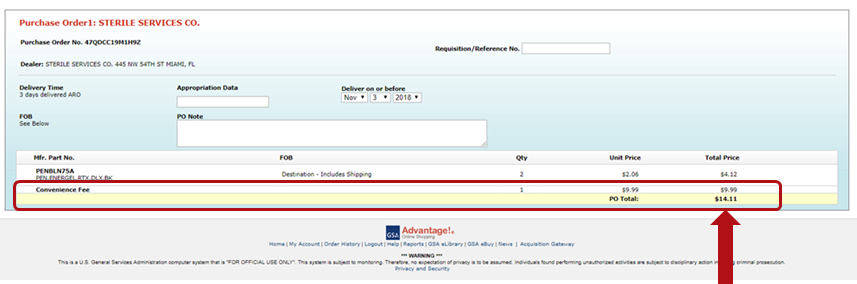 Purchase Order1: STERILE SERVICES CO.
Purchase Order No. 47QDCC19M1H9Z
Requisition/Reference No.
Dealer: STERILE SERVICES CO. 445 NW 54TH ST MIAMI, FL
Delivery Time Appropriation Data Deliver on or before
3 days delivered ARO
Nov 3 2018
FOB PO Note
See Below
Mfr. Part No. FOB Qty Unit Price Total Price
PENBLN75A Destination - Includes Shipping 2 $2.06 $4.12
PEN,ENERGEL,RTX,DLX,BK
Convenience Fee 1 $9.99 $9.99
PO Total: $14.11
GSA Advantage!®
Online Shopping
Home | My Account | Order History | Logout | Help | Reports | GSA eLibrary | GSA eBuy | News | Acquisition Gateway
*** WARNING ***
This is a U.S. General Services Administration computer system that is "FOR OFFICIAL USE ONLY". This system is subject to monitoring. Therefore, no expectation of privacy is to be assumed. Individuals found performing unauthorized activities are subject to disciplinary action criminal prosecution.
Privacy and Security